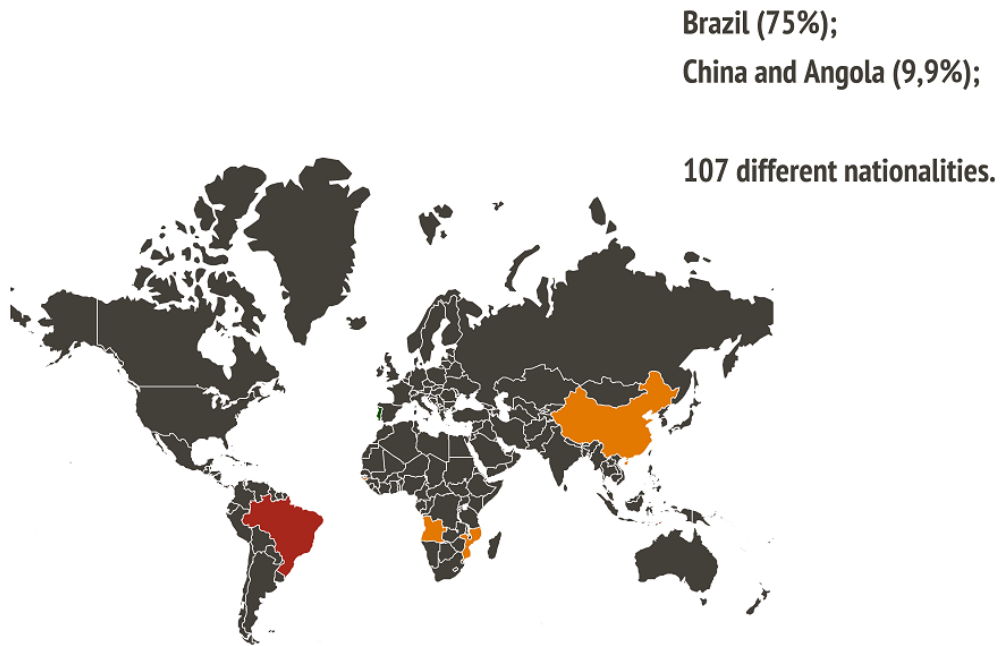 Brazil (75%);
China and Angola (9,9%);
107 different nationalities.